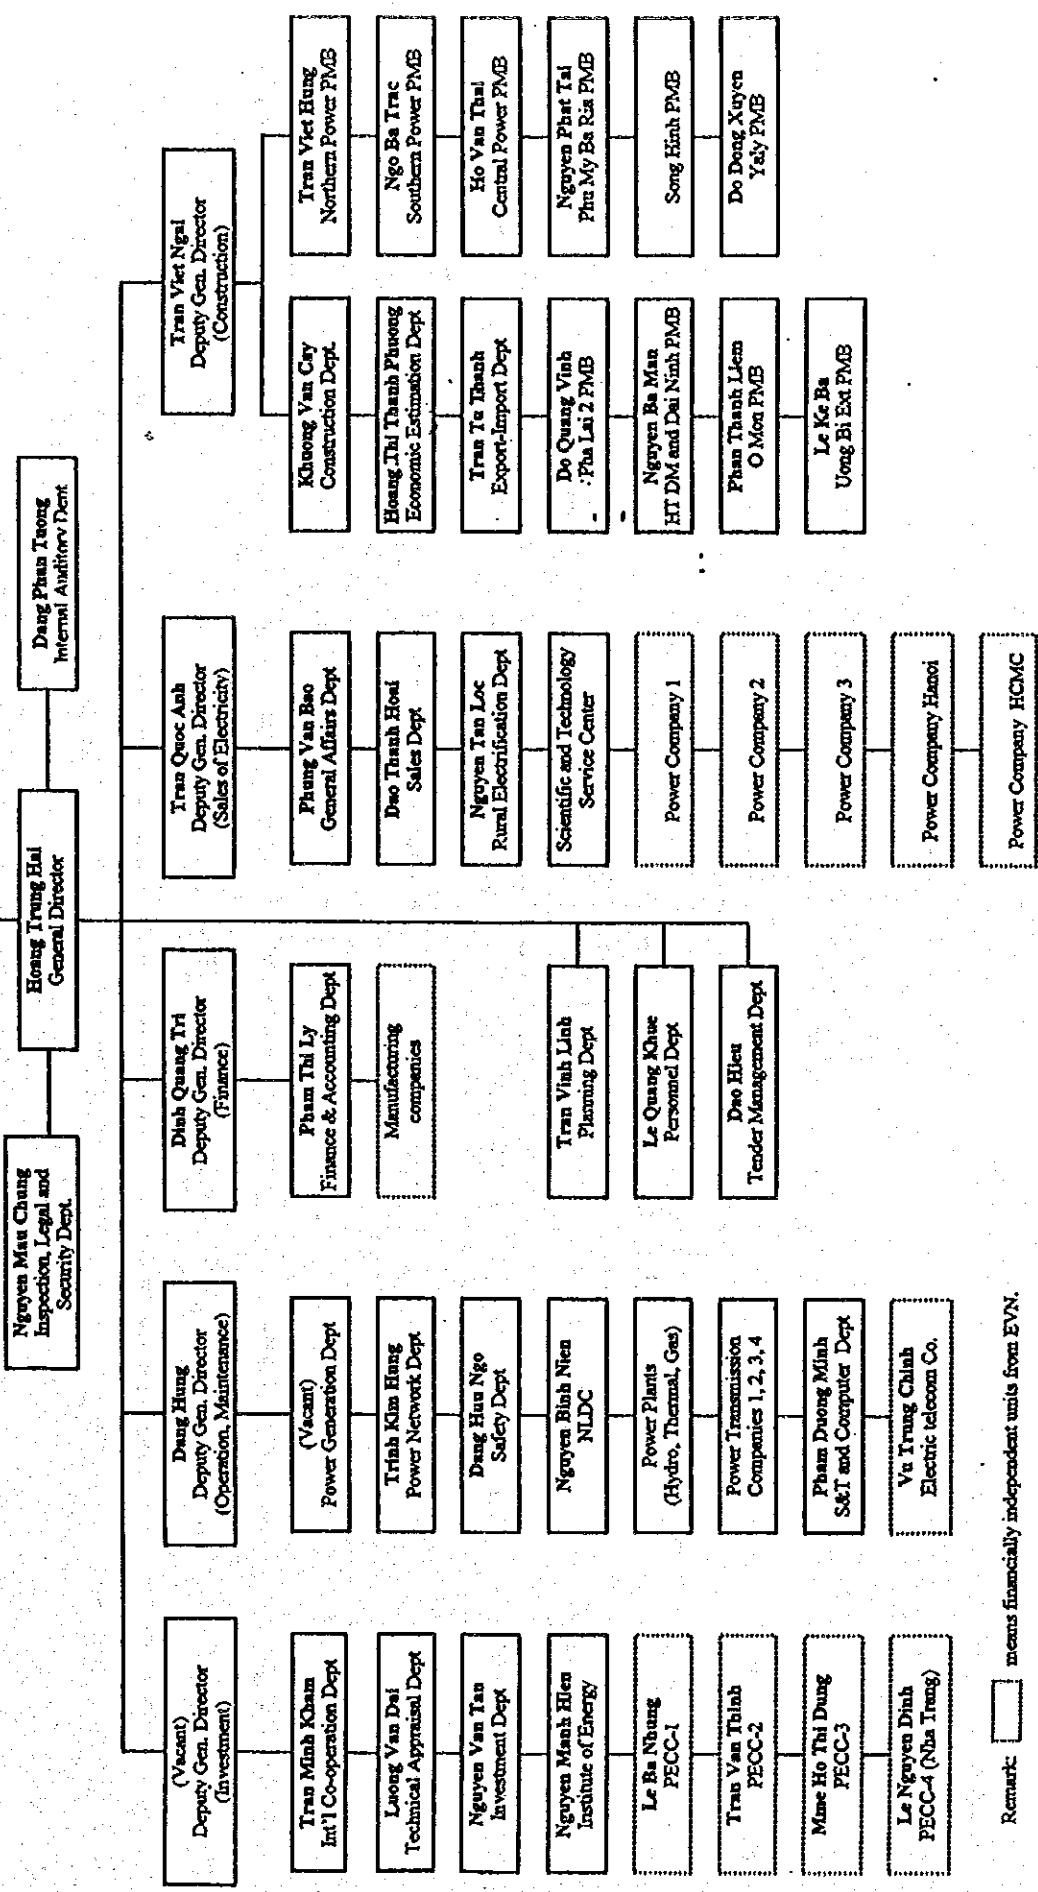 Nguyen Mau Chung
Inspection, Legal and
Security Dept.
Hoang Trung Hai
General Director
Dang Phan Tuong
Internal Auditory Dent
(Vacant)
Deputy Gen. Director
(Investment)
Dang Hung
Deputy Gen. Director
(Operation, Maintenance)
Dinh Quang Tri
Deputy Gen. Director
(Finance)
Tran Quoc Anh
Deputy Gen. Director
(Sales of Electricity)
Tran Viet Ngai
Deputy Gen. Director
(Construction)
Tran Minh Kham
Int'l Co-operation Dept
Luong Van Dai
Technical Appraisal Dept
Nguyen Van Tan
Investment Dept
Nguyen Manh Hien
Institute of Energy
Le Ba Nhung
PECC-1
Tran Van Thinh
PECC-2
Mme Ho Thi Dung
PECC-3
Le Nguyen Dinh
PECC-4 (Nha Trang)
(Vacant)
Power Generation Dept
Trinh Kim Hung
Power Network Dept
Dang Huu Ngo
Safety Dept
Nguyen Binh Nien
NLDC
Power Plants
(Hydro, Thermal, Gas)
Power Transmission
Companies 1, 2, 3, 4
Pham Duong Minh
S&T and Computer Dept
Vu Trung Chinh
Electric telecom Co.
Pham Thi Ly
Finance & Accounting Dept
Manufacturing
companies
Tran Vinh Linh
Planning Dept
Le Quang Khue
Personnel Dept
Dao Hieu
Tender Management Dept
Phung Van Bao
General Affairs Dept
Dao Thanh Hoai
Sales Dept
Nguyen Tan Loc
Rural Electrification Dept
Scientific and Technology
Service Center
Power Company 1
Power Company 2
Power Company 3
Power Company Hanoi
Power Company HCMC
Khuong Van Cay
Construction Dept.
Hoang Thi Thanh Phuong
Economic Estimation Dept
Tran Tu Thanh
Export-Import Dept
Do Quang Vinh
Pha Lai 2 PMB
Nguyen Ba Man
HT DM and Dai Ninh PMB
Phan Thanh Liem
O Mon PMB
Le Ke Ba
Uong Bi Ext PMB
Tran Viet Hung
Northern Power PMB
Ngo Ba Trac
Southern Power PMB
Ho Van Thai
Central Power PMB
Nguyen Phat Tai
Phu My Ba Ria PMB
Song Hinh PMB
Do Dong Xuyen
Yaly PMB
Remark: means financially independent units from EVN.